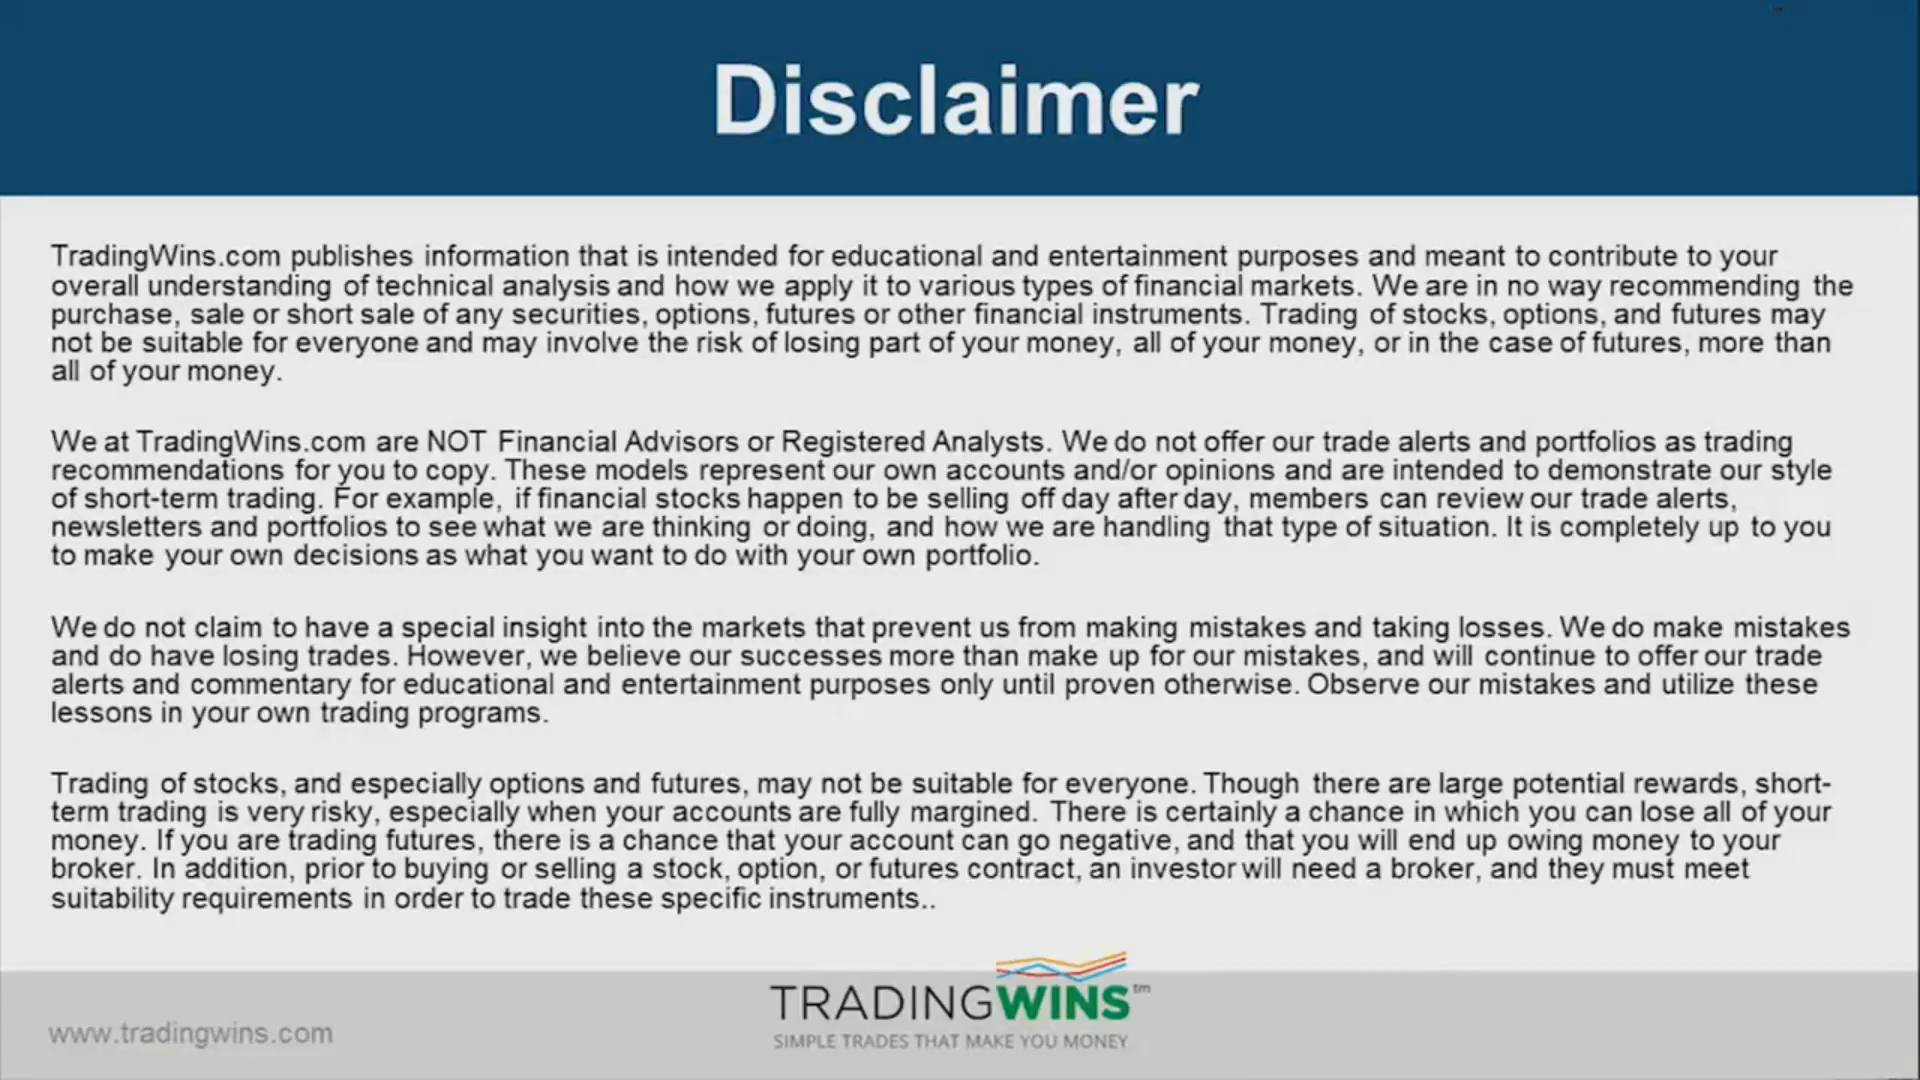 Disclaimer
TradingWins.com publishes information that is intended for educational and entertainment purposes and meant to contribute to your
overall understanding of technical analysis and how we apply it to various types of financial markets. We are in no way recommending the
purchase, sale or short sale of any securities, options, futures or other financial instruments. Trading of stocks, options, and futures may
not be suitable for everyone and may involve the risk of losing part of your money, all of your money, or in the case of futures, more than
all of your money.
We at TradingWins.com are NOT Financial Advisors or Registered Analysts. We do not offer our trade alerts and portfolios as trading
recommendations for you to copy. These models represent our own accounts and/or opinions and are intended to demonstrate our style
of short-term trading. For example, if financial stocks happen to be selling off day after day, members can review our trade alerts,
newsletters and portfolios to see what we are thinking or doing, and how we are handling that type of situation. It is completely up to you
to make your own decisions as what you want to do with your own portfolio.
We do not claim to have a special insight into the markets that prevent us from making mistakes and taking losses. We do make mistakes
and do have losing trades. However, we believe our successes more than make up for our mistakes, and will continue to offer our trade
alerts and commentary for educational and entertainment purposes only until proven otherwise. Observe our mistakes and utilize these
lessons in your own trading programs.
Trading of stocks, and especially options and futures, may not be suitable for everyone. Though there are large potential rewards, short-
term trading is very risky, especially when your accounts are fully margined. There is certainly a chance in which you can lose all of your
money. If you are trading futures, there is a chance that your account can go negative, and that you will end up owing money to your
broker. In addition, prior to buying or selling a stock, option, or futures contract, an investor will need a broker, and they must meet
suitability requirements in order to trade these specific instruments..
TRADINGWINS tm
SIMPLE TRADES THAT MAKE YOU MONEY
www.tradingwins.com